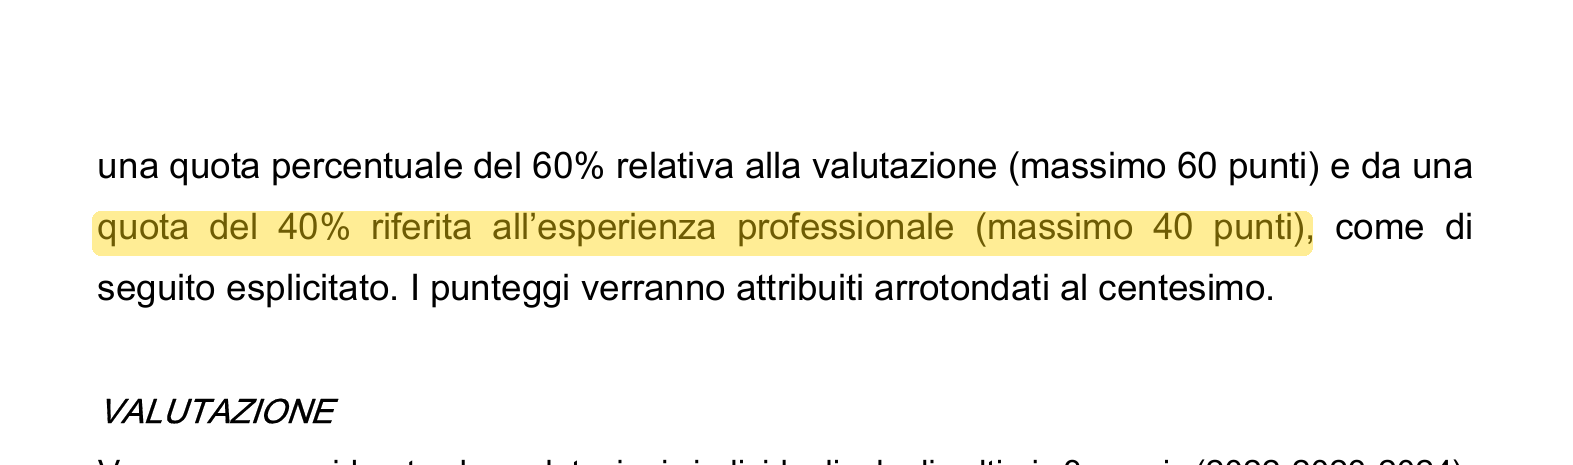 una quota percentuale del 60% relativa alla valutazione (massimo 60 punti) e da una
quota del 40% riferita all’esperienza professionale (massimo 40 punti), come di
seguito esplicitato. I punteggi verranno attribuiti arrotondati al centesimo.
VALUTAZIONE